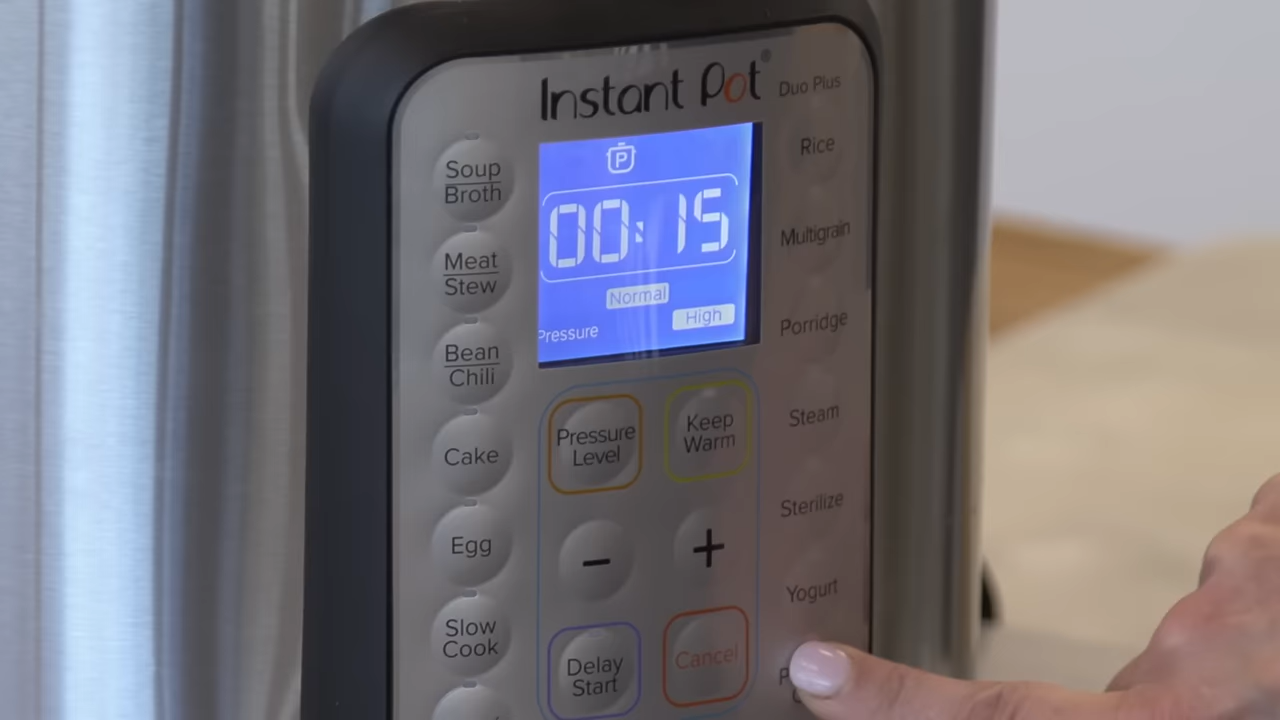 Instant Pot®
Duo Plus
P
00:15
Normal
High
Pressure
Soup
Broth
Meat
Stew
Bean
Chili
Cake
Egg
Slow
Cook
Pressure
Level
Keep
Warm
-
+
Delay
Start
Cancel
Rice
Multigrain
Porridge
Steam
Sterilize
Yogurt